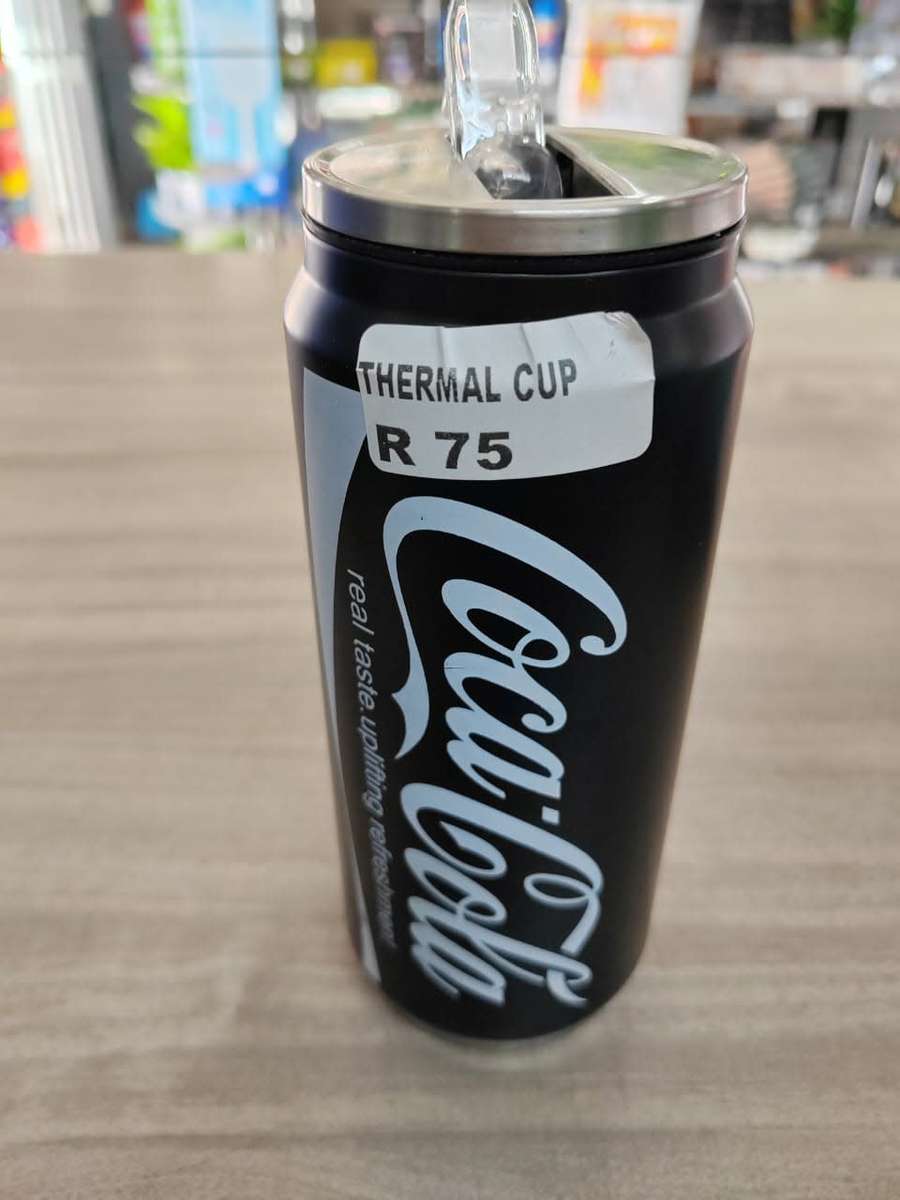 THERMAL CUP
R 75
Coca-Cola
real taste.uplifting refreshment